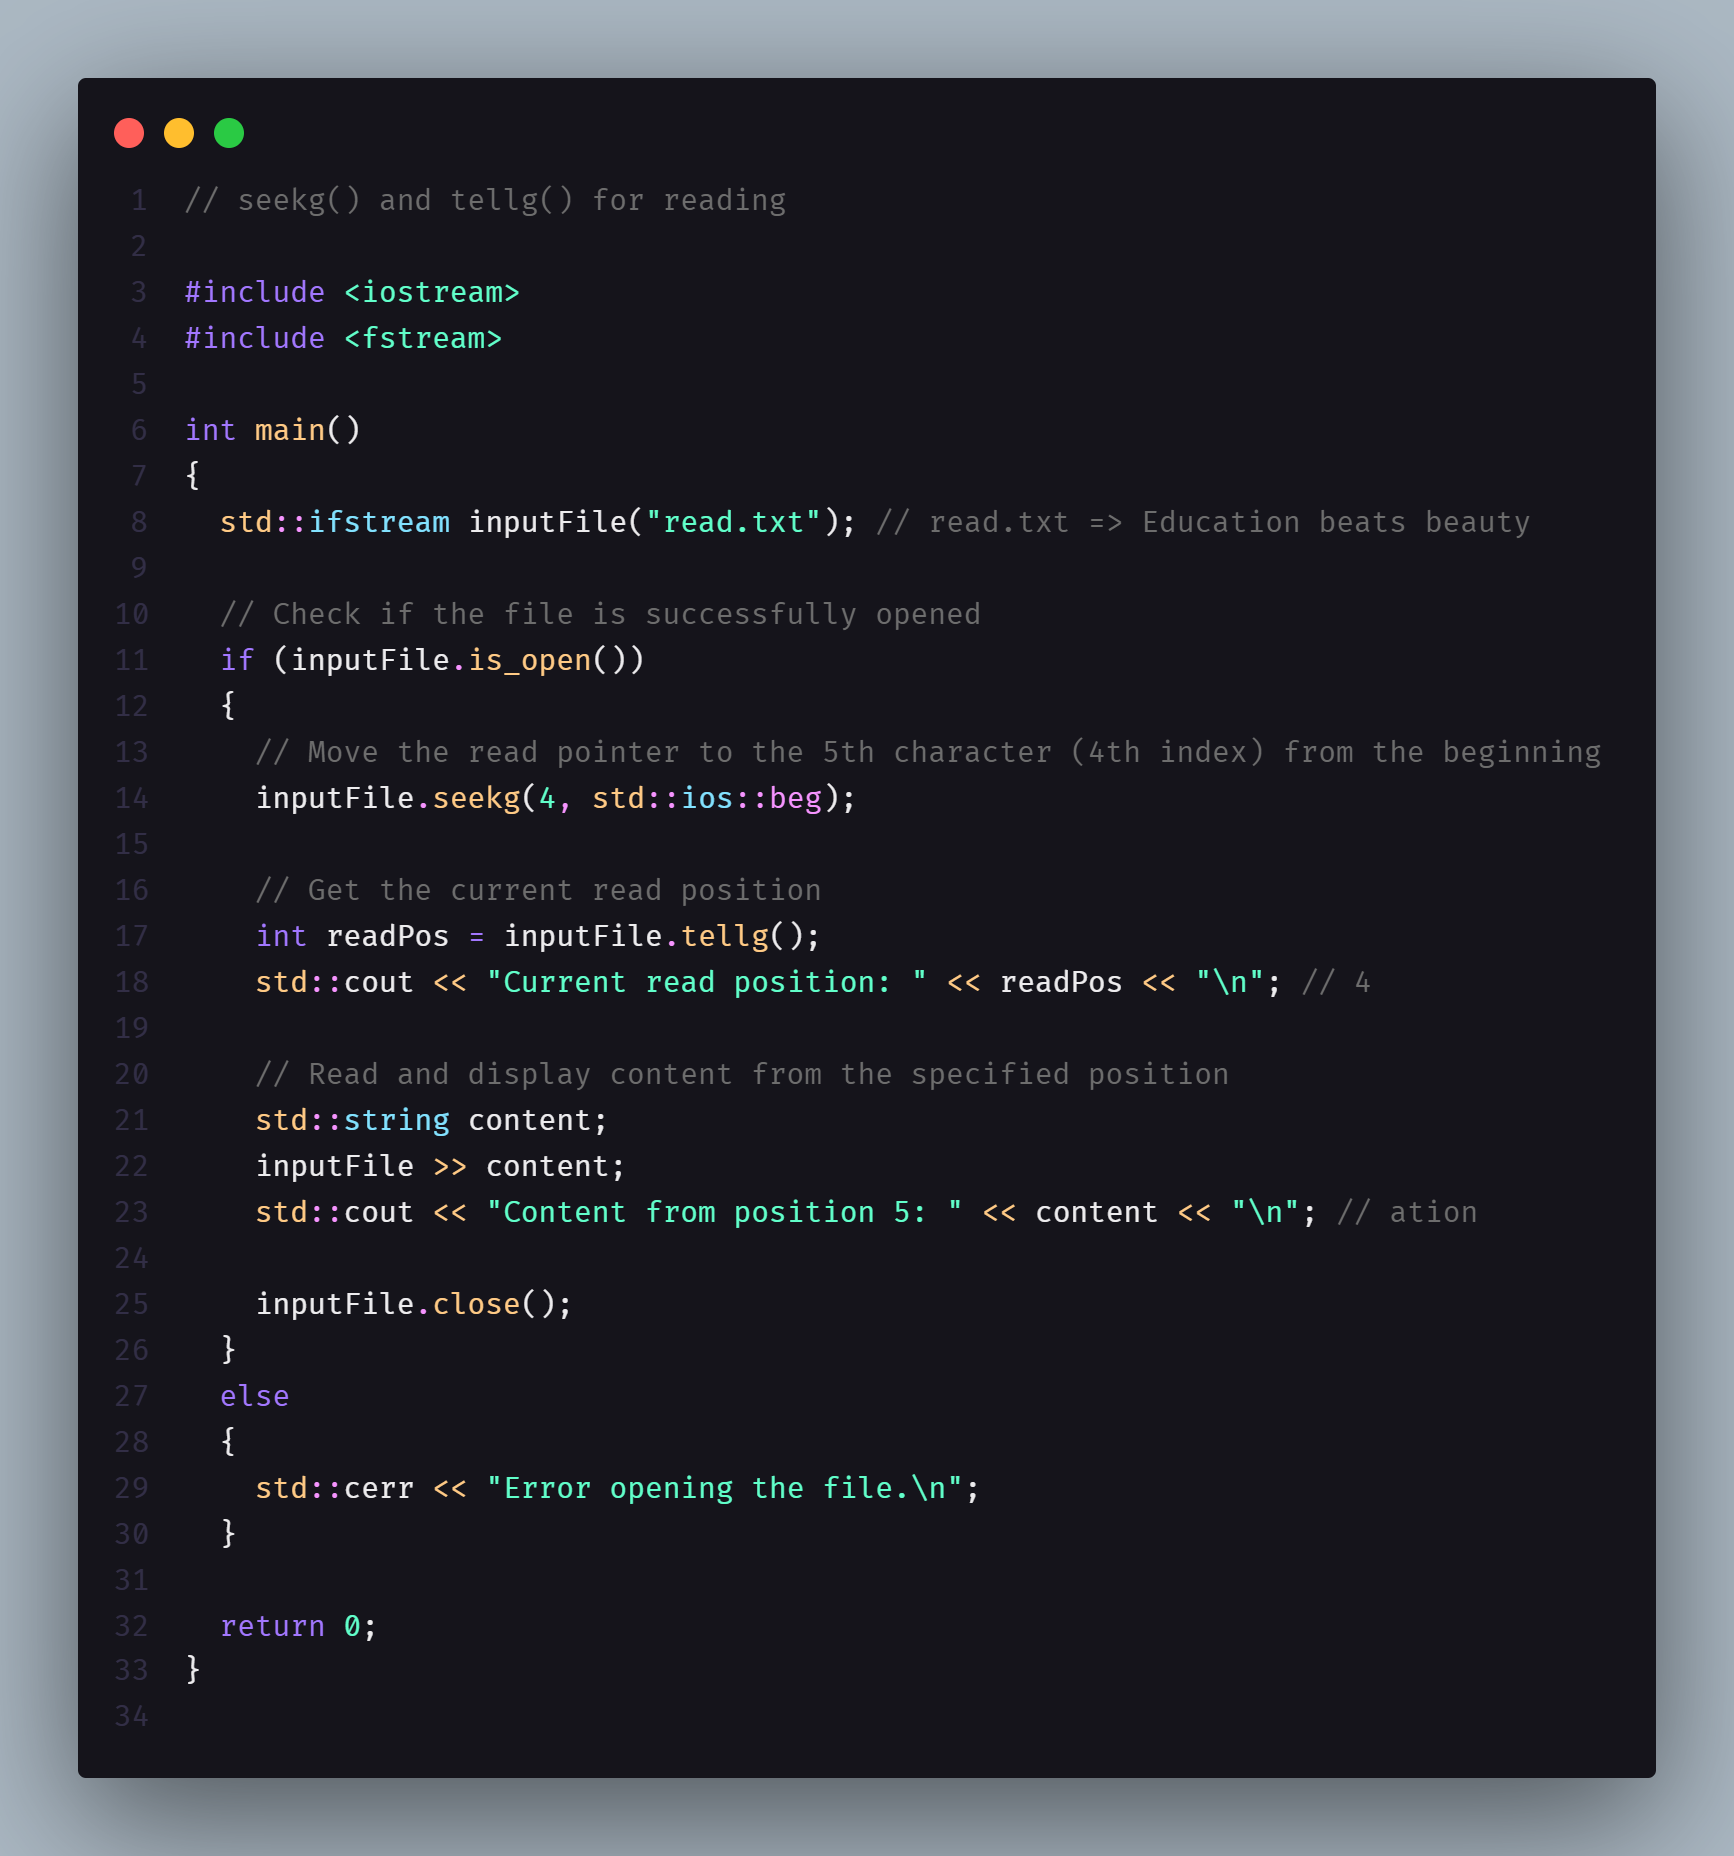 1 // seekg() and tellg() for reading
2
3 #include <iostream>
4 #include <fstream>
5
6 int main()
7 {
8   std::ifstream inputFile("read.txt"); // read.txt => Education beats beauty
9
10   // Check if the file is successfully opened
11   if (inputFile.is_open())
12   {
13     // Move the read pointer to the 5th character (4th index) from the beginning
14     inputFile.seekg(4, std::ios::beg);
15
16     // Get the current read position
17     int readPos = inputFile.tellg();
18     std::cout << "Current read position: " << readPos << "\n"; // 4
19
20     // Read and display content from the specified position
21     std::string content;
22     inputFile >> content;
23     std::cout << "Content from position 5: " << content << "\n"; // ation
24
25     inputFile.close();
26   }
27   else
28   {
29     std::cerr << "Error opening the file.\n";
30   }
31
32   return 0;
33 }
34